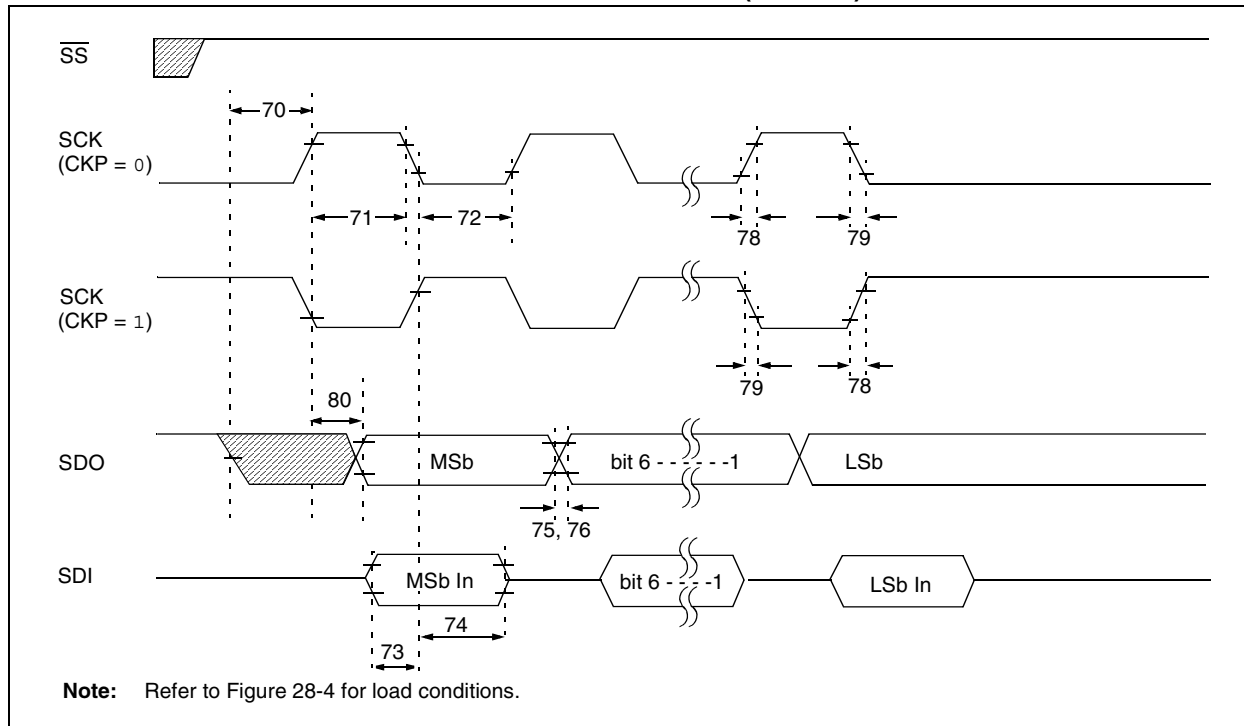 SS
70
SCK
(CKP = 0)
71
72
78
79
SCK
(CKP = 1)
79
78
80
SDO
MSb
bit 6 - - - - - -1
LSb
75, 76
SDI
MSb In
bit 6 - - - -1
LSb In
74
73
Note: Refer to Figure 28-4 for load conditions.